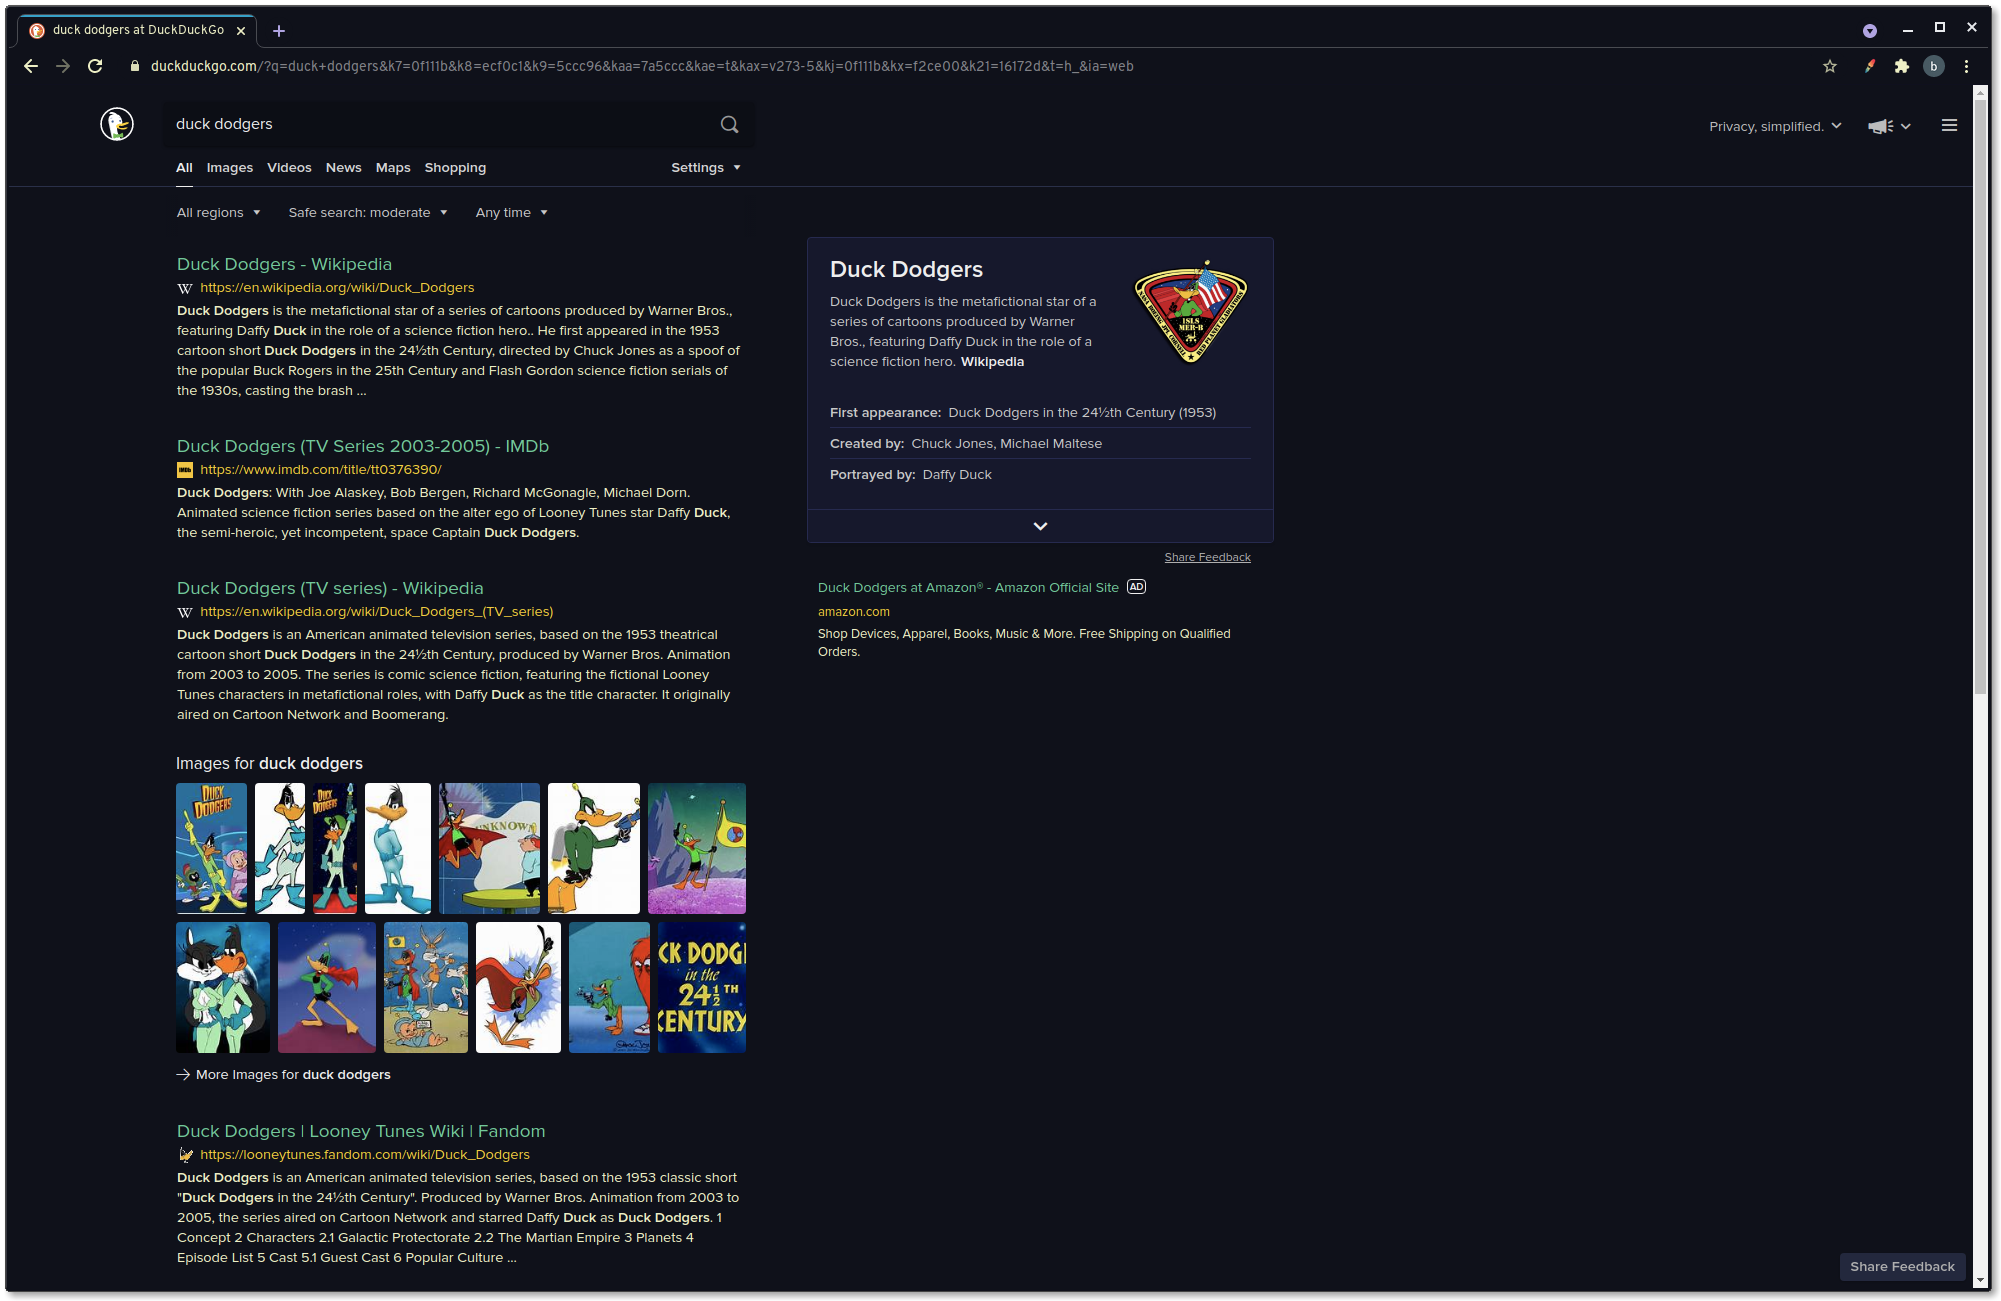 duck dodgers at DuckDuckGo
duckduckgo.com/?q=duck+dodgers&k7=0f111b&k8=ecf0c1&k9=5ccc96&kaa=7a5ccc&kae=t&kax=v273-5&kj=0f111b&kx=f2ce00&k21=16172d&t=h_&ia=web
b
duck dodgers
Privacy, simplified.
All Images Videos News Maps Shopping Settings
All regions Safe search: moderate Any time
Duck Dodgers - Wikipedia
W https://en.wikipedia.org/wiki/Duck_Dodgers
Duck Dodgers is the metafictional star of a series of cartoons produced by Warner Bros.,
featuring Daffy Duck in the role of a science fiction hero.. He first appeared in the 1953
cartoon short Duck Dodgers in the 24½th Century, directed by Chuck Jones as a spoof of
the popular Buck Rogers in the 25th Century and Flash Gordon science fiction serials of
the 1930s, casting the brash ...
Duck Dodgers (TV Series 2003-2005) - IMDb
IMDb https://www.imdb.com/title/tt0376390/
Duck Dodgers: With Joe Alaskey, Bob Bergen, Richard McGonagle, Michael Dorn.
Animated science fiction series based on the alter ego of Looney Tunes star Daffy Duck,
the semi-heroic, yet incompetent, space Captain Duck Dodgers.
Duck Dodgers (TV series) - Wikipedia
W https://en.wikipedia.org/wiki/Duck_Dodgers_(TV_series)
Duck Dodgers is an American animated television series, based on the 1953 theatrical
cartoon short Duck Dodgers in the 24½th Century, produced by Warner Bros. Animation
from 2003 to 2005. The series is comic science fiction, featuring the fictional Looney
Tunes characters in metafictional roles, with Daffy Duck as the title character. It originally
aired on Cartoon Network and Boomerang.
Images for duck dodgers
DUCK
DODGERS
DUCK
DODGERS
UNKNOWN
CK DODG
in the
24½TH
CENTURY
More Images for duck dodgers
Duck Dodgers | Looney Tunes Wiki | Fandom
https://looneytunes.fandom.com/wiki/Duck_Dodgers
Duck Dodgers is an American animated television series, based on the 1953 classic short
"Duck Dodgers in the 24½th Century". Produced by Warner Bros. Animation from 2003 to
2005, the series aired on Cartoon Network and starred Daffy Duck as Duck Dodgers. 1
Concept 2 Characters 2.1 Galactic Protectorate 2.2 The Martian Empire 3 Planets 4
Episode List 5 Cast 5.1 Guest Cast 6 Popular Culture ...
Duck Dodgers
Duck Dodgers is the metafictional star of a
series of cartoons produced by Warner
Bros., featuring Daffy Duck in the role of a
science fiction hero. Wikipedia
ISLS
MER-B
First appearance: Duck Dodgers in the 24½th Century (1953)
Created by: Chuck Jones, Michael Maltese
Portrayed by: Daffy Duck
Share Feedback
Duck Dodgers at Amazon® - Amazon Official Site AD
amazon.com
Shop Devices, Apparel, Books, Music & More. Free Shipping on Qualified
Orders.
Share Feedback